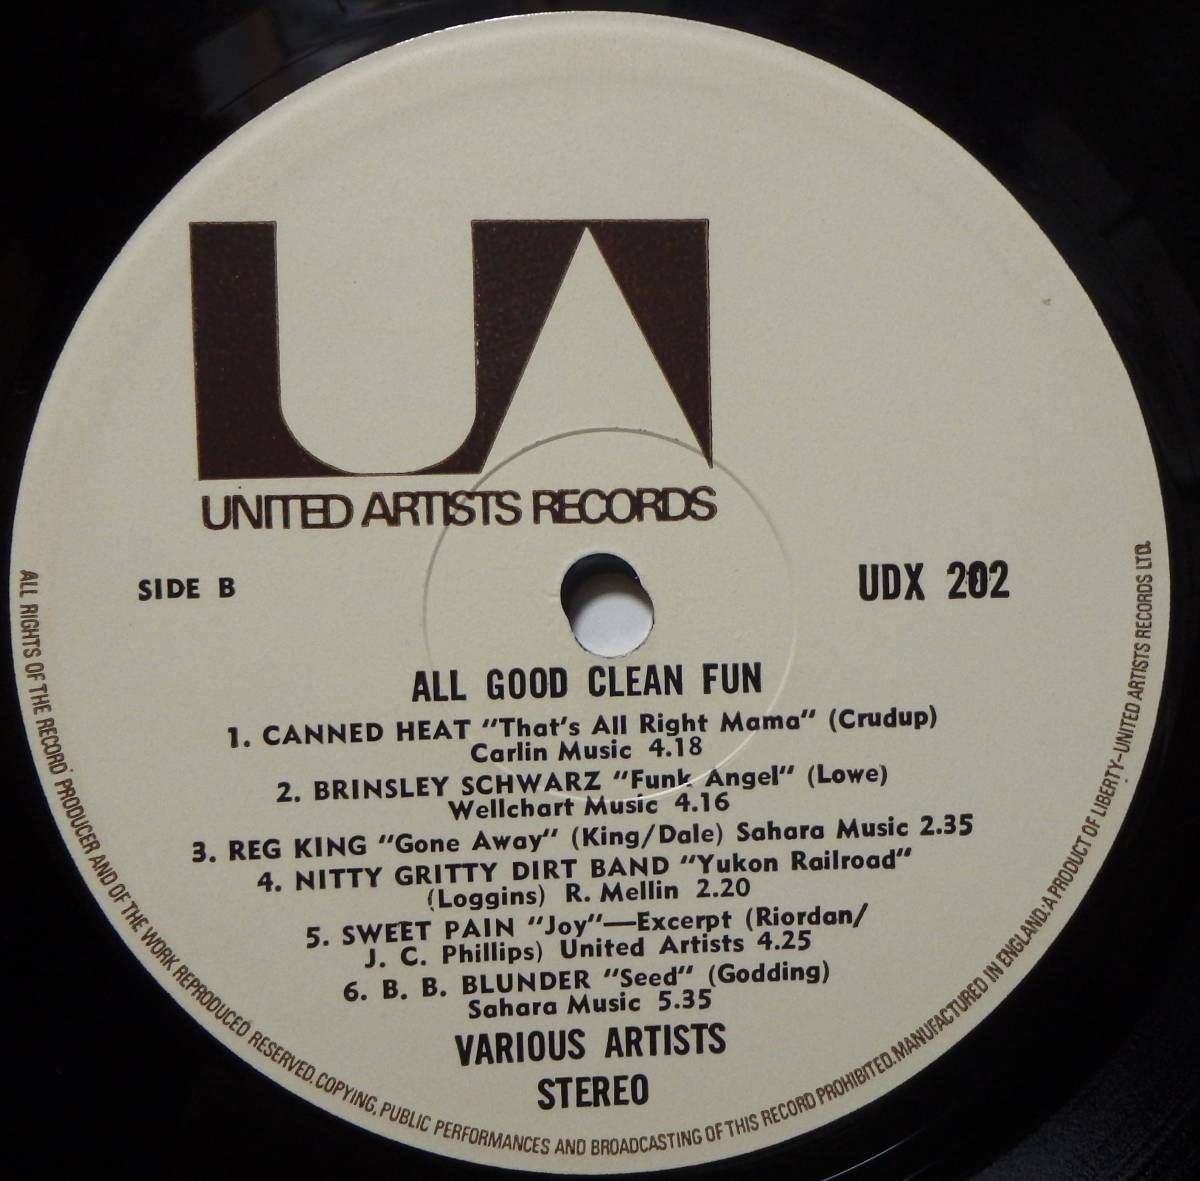 UA
UNITED ARTISTS RECORDS
SIDE B
UDX 202
ALL GOOD CLEAN FUN
1. CANNED HEAT "That's All Right Mama" (Crudup)
Carlin Music 4.18
2. BRINSLEY SCHWARZ "Funk Angel" (Lowe)
Wellchart Music 4.16
3. REG KING "Gone Away" (King/Dale) Sahara Music 2.35
4. NITTY GRITTY DIRT BAND "Yukon Railroad"
(Loggins) R. Mellin 2.20
5. SWEET PAIN "Joy"—Excerpt (Riordan/
J. C. Phillips) United Artists 4.25
6. B. B. BLUNDER "Seed" (Godding)
Sahara Music 5.35
VARIOUS ARTISTS
STEREO
ALL RIGHTS OF THE RECORD PRODUCER AND OF THE WORK REPRODUCED RESERVED. COPYING, PUBLIC PERFORMANCES AND BROADCASTING OF THIS RECORD PROHIBITED. MANUFACTURED IN ENGLAND. A PRODUCT OF LIBERTY-UNITED ARTISTS RECORDS LTD.